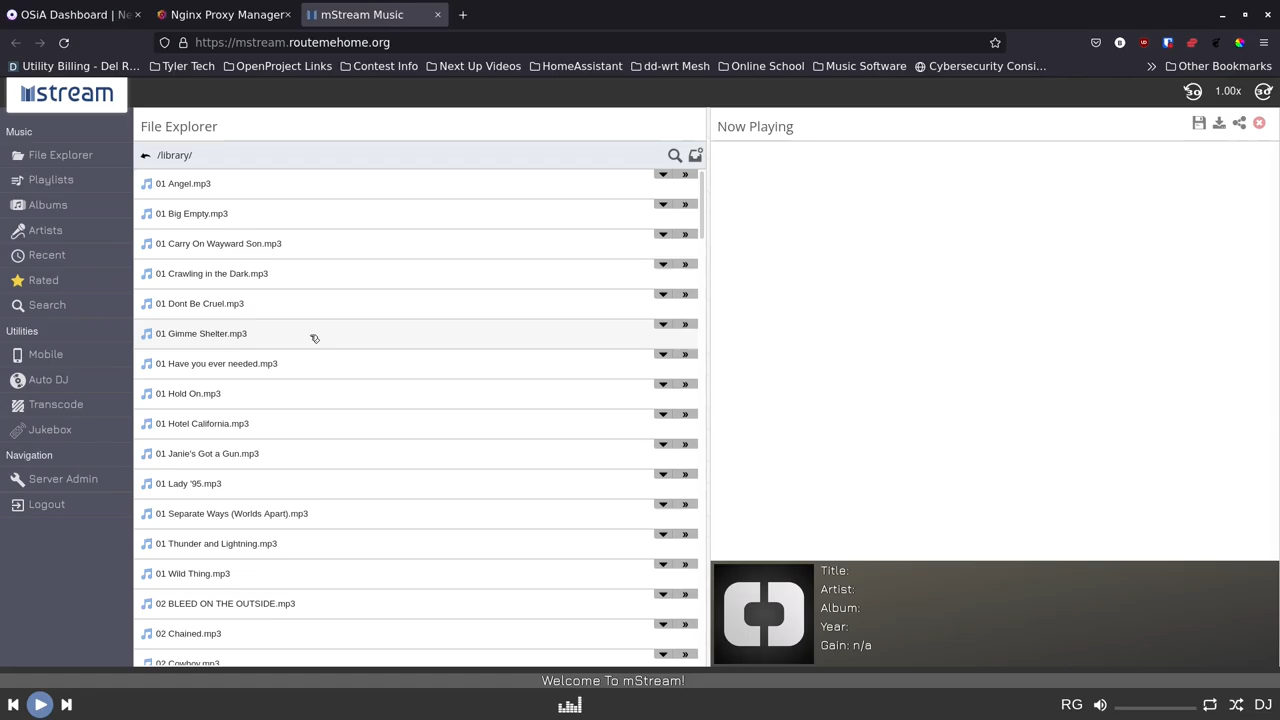 OSiA Dashboard | Ne
Nginx Proxy Manager
mStream Music
https://mstream.routemehome.org
Utility Billing - Del R…
Tyler Tech
OpenProject Links
Contest Info
Next Up Videos
HomeAssistant
dd-wrt Mesh
Online School
Music Software
Cybersecurity Consi…
Other Bookmarks
mstream
30
1.00x
30
Music
File Explorer
Playlists
Albums
Artists
Recent
Rated
Search
Utilities
Mobile
Auto DJ
Transcode
Jukebox
Navigation
Server Admin
Logout
File Explorer
/library/
01 Angel.mp3
01 Big Empty.mp3
01 Carry On Wayward Son.mp3
01 Crawling in the Dark.mp3
01 Dont Be Cruel.mp3
01 Gimme Shelter.mp3
01 Have you ever needed.mp3
01 Hold On.mp3
01 Hotel California.mp3
01 Janie's Got a Gun.mp3
01 Lady '95.mp3
01 Separate Ways (Worlds Apart).mp3
01 Thunder and Lightning.mp3
01 Wild Thing.mp3
02 BLEED ON THE OUTSIDE.mp3
02 Chained.mp3
02 Cowboy.mp3
Now Playing
Title:
Artist:
Album:
Year:
Gain: n/a
Welcome To mStream!
RG
DJ